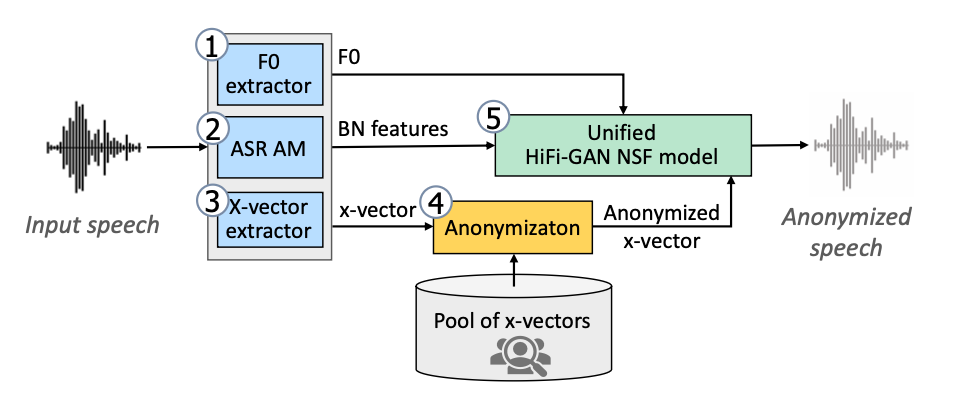 1
F0
extractor
F0
2
ASR AM
BN features
3
X-vector
extractor
x-vector
4
Anonymizaton
Anonymized
x-vector
5
Unified
HiFi-GAN NSF model
Input speech
Anonymized
speech
Pool of x-vectors